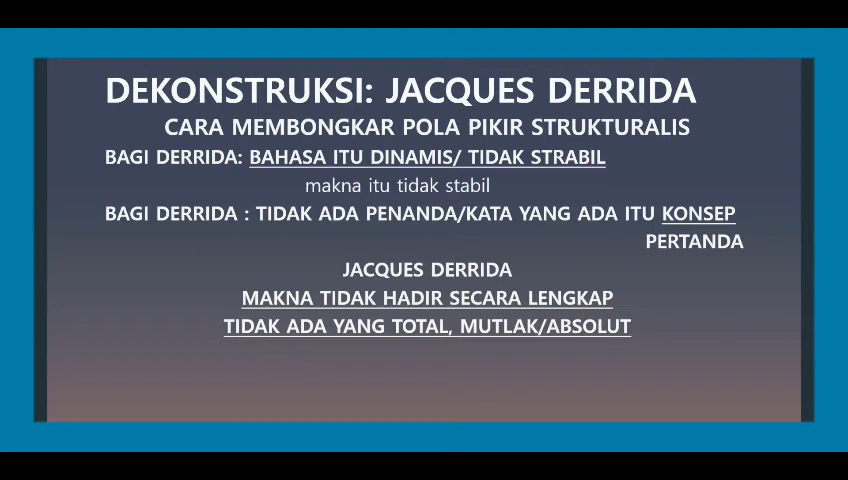 DEKONSTRUKSI: JACQUES DERRIDA
CARA MEMBONGKAR POLA PIKIR STRUKTURALIS
BAGI DERRIDA: BAHASA ITU DINAMIS/ TIDAK STRABIL
makna itu tidak stabil
BAGI DERRIDA : TIDAK ADA PENANDA/KATA YANG ADA ITU KONSEP
PERTANDA
JACQUES DERRIDA
MAKNA TIDAK HADIR SECARA LENGKAP
TIDAK ADA YANG TOTAL, MUTLAK/ABSOLUT